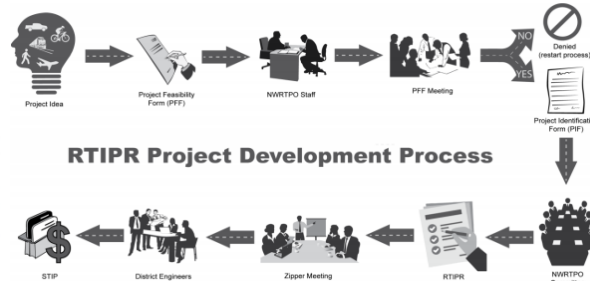 NO
YES
Denied
(restart process)
Project Idea
Project Feasibility
Form (PFF)
NWRTPO Staff
PFF Meeting
Project Identificati
Form (PIF)
RTIPR Project Development Process
STIP
District Engineers
Zipper Meeting
RTIPR
NWRTPO